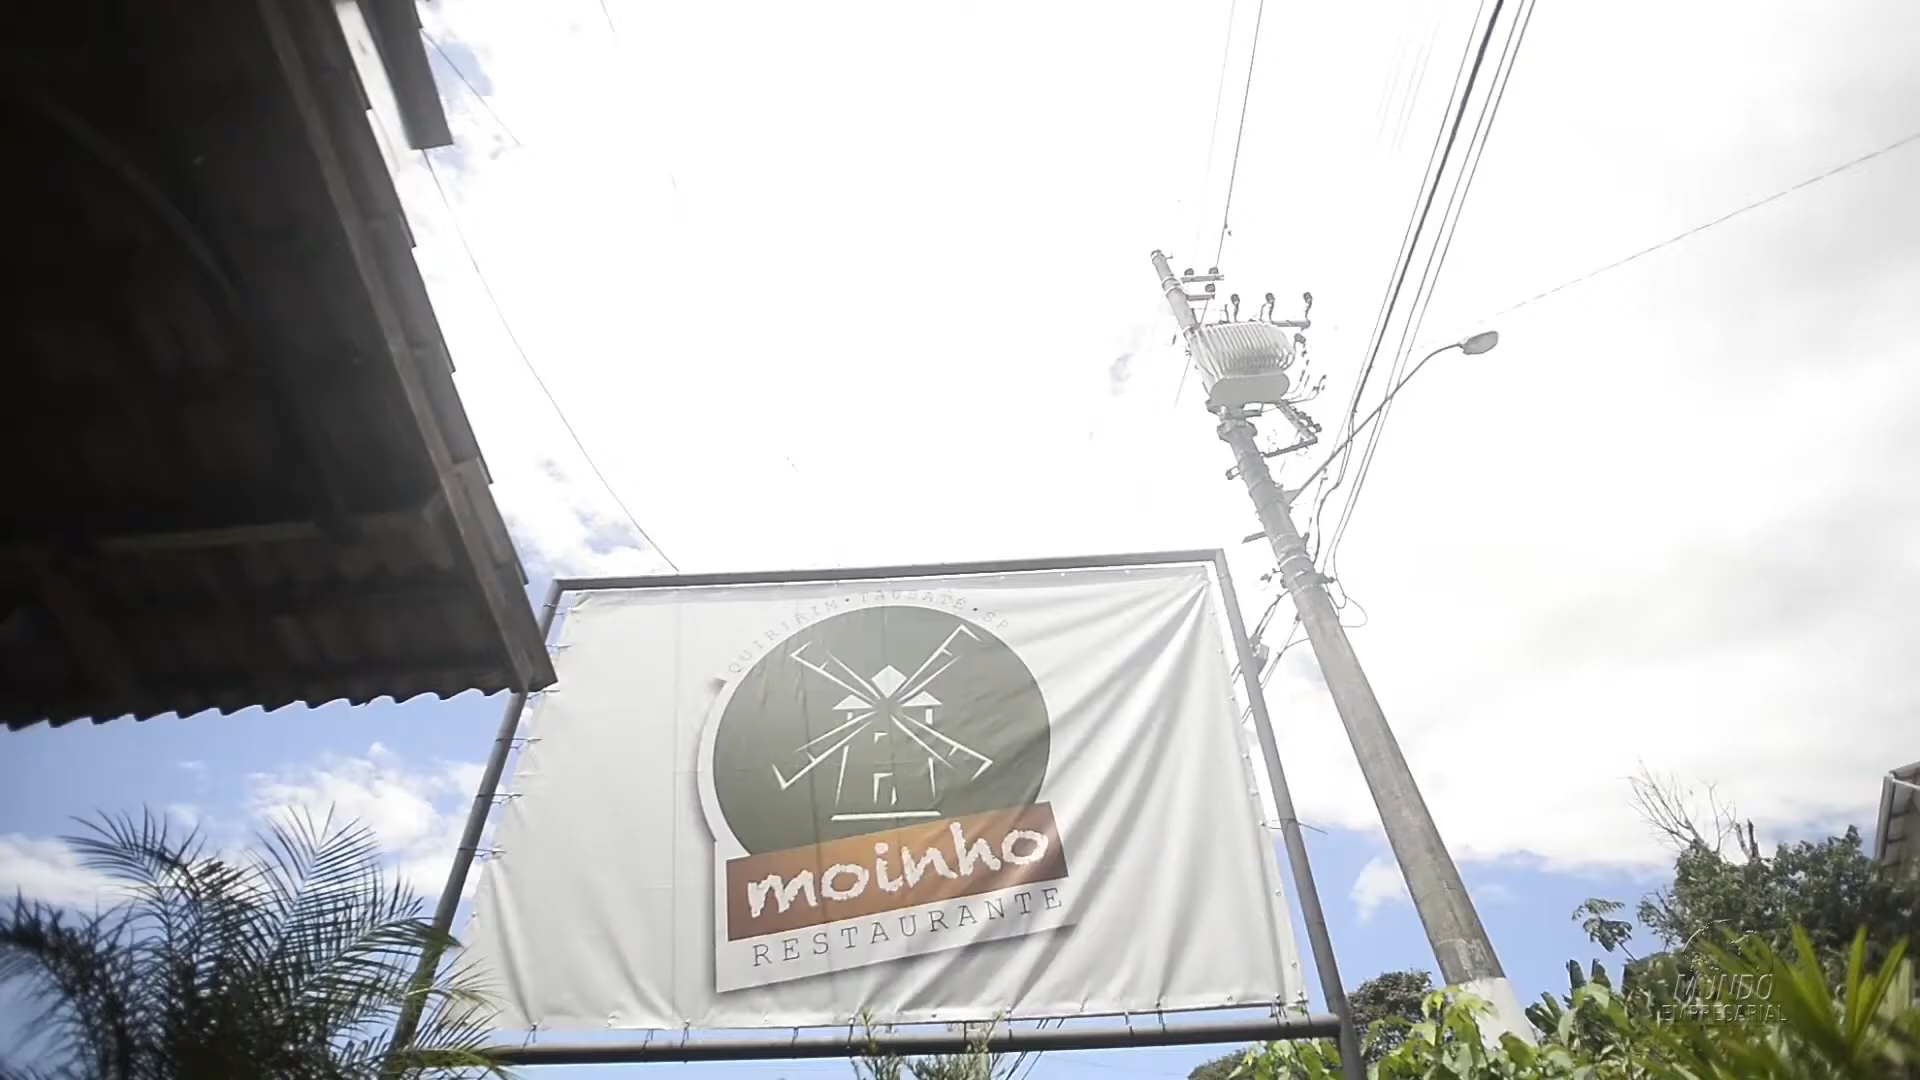 QUIRIRIM • TAUBATÉ • SP
moinho
RESTAURANTE
MUNDO
EMPRESARIAL